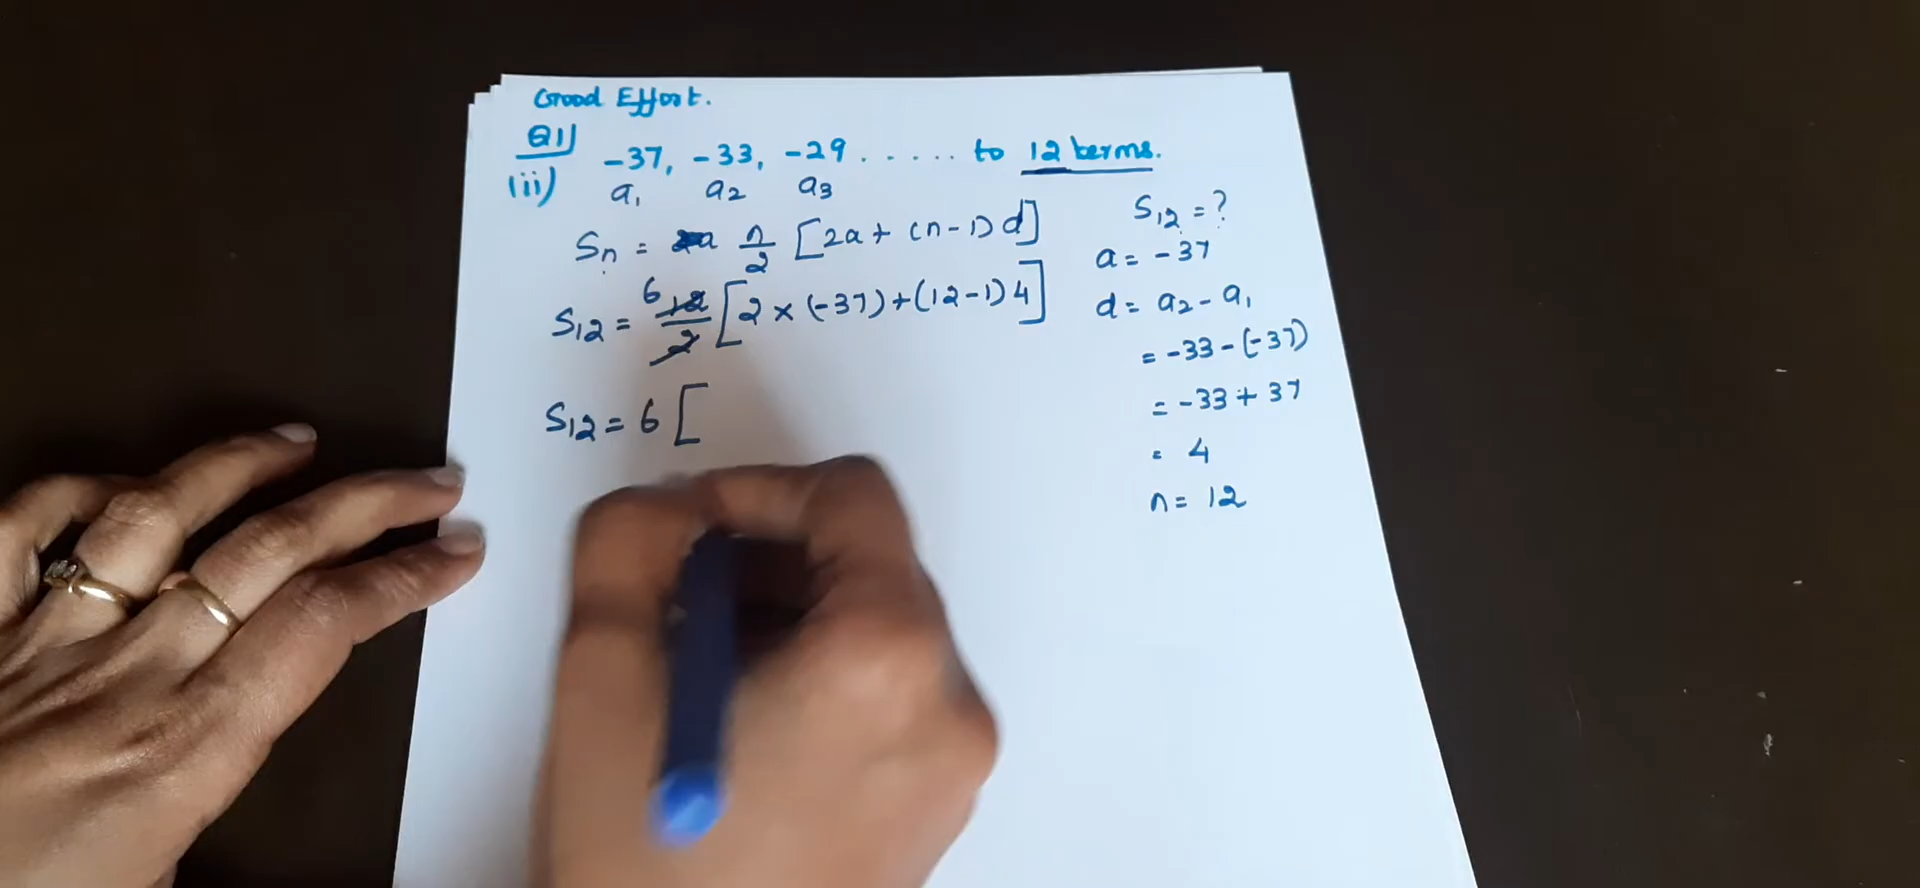 Good Effort.
Q1)
(ii) -37, -33, -29 . . . . . . to 12 terms.
a₁ a₂ a₃
S₁₂ = ?
Sₙ = n/2 [2a + (n-1) d]
a = -37
S₁₂ = 6 12/2 [2 × (-37) + (12-1) 4]
d = a₂ - a₁
= -33 - (-37)
= -33 + 37
S₁₂ = 6 [
= 4
n = 12